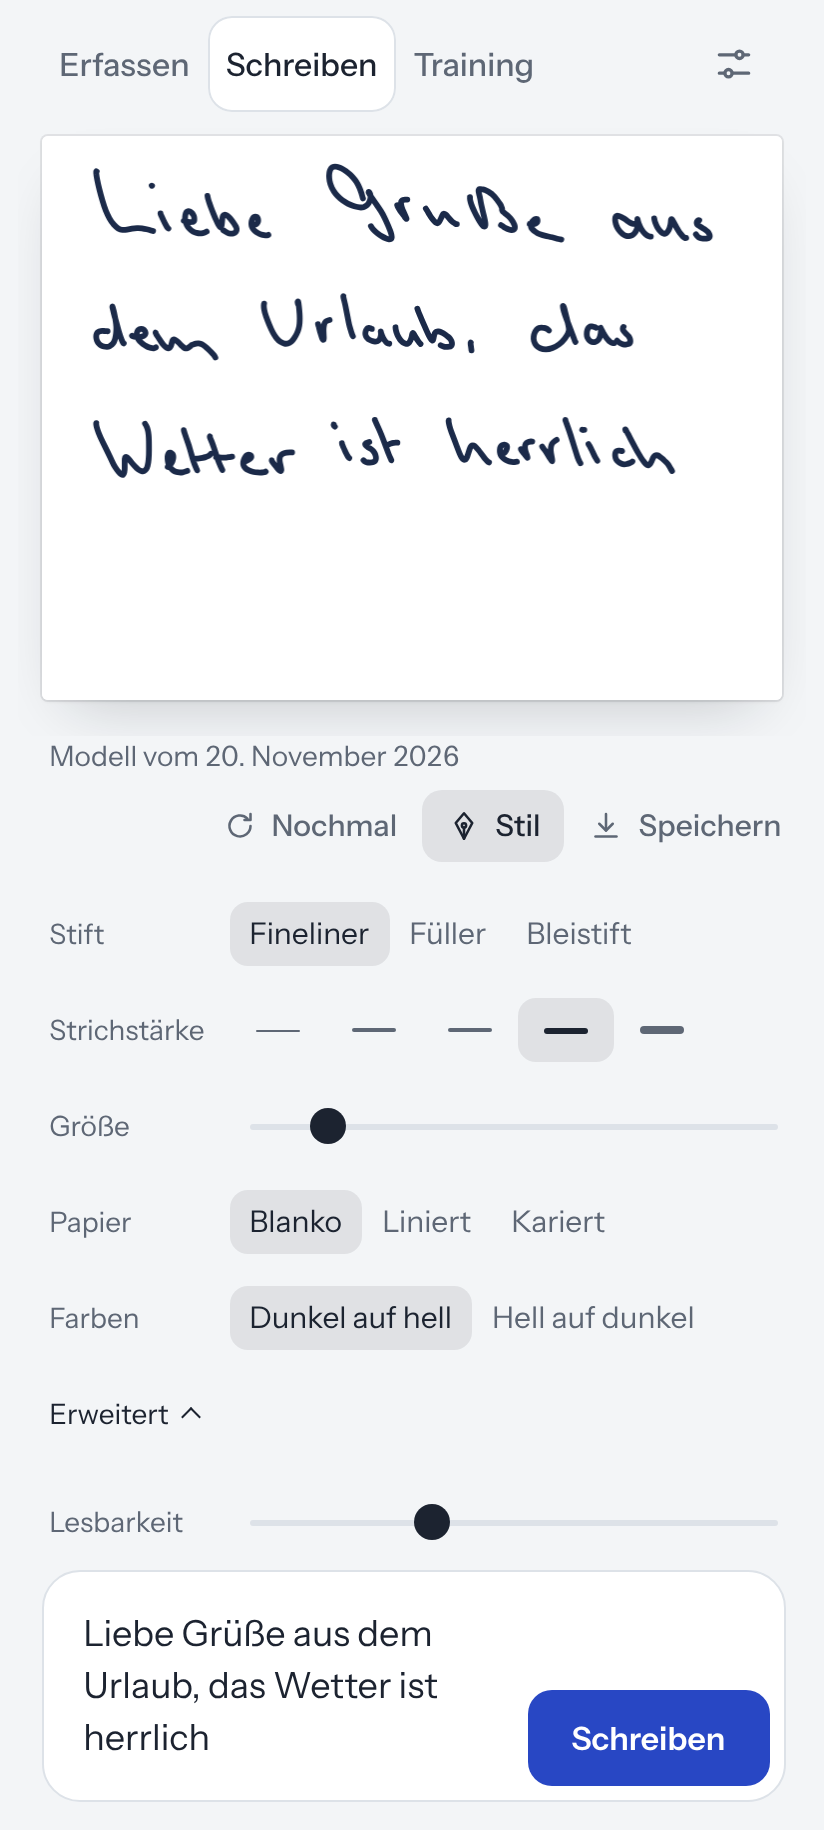 Erfassen Schreiben Training
Liebe Gruße aus
dem Urlaub, das
Wetter ist herrlich
Modell vom 20. November 2026
Nochmal Stil Speichern
Stift Fineliner Füller Bleistift
Strichstärke
Größe
Papier Blanko Liniert Kariert
Farben Dunkel auf hell Hell auf dunkel
Erweitert
Lesbarkeit
Liebe Grüße aus dem
Urlaub, das Wetter ist
herrlich
Schreiben